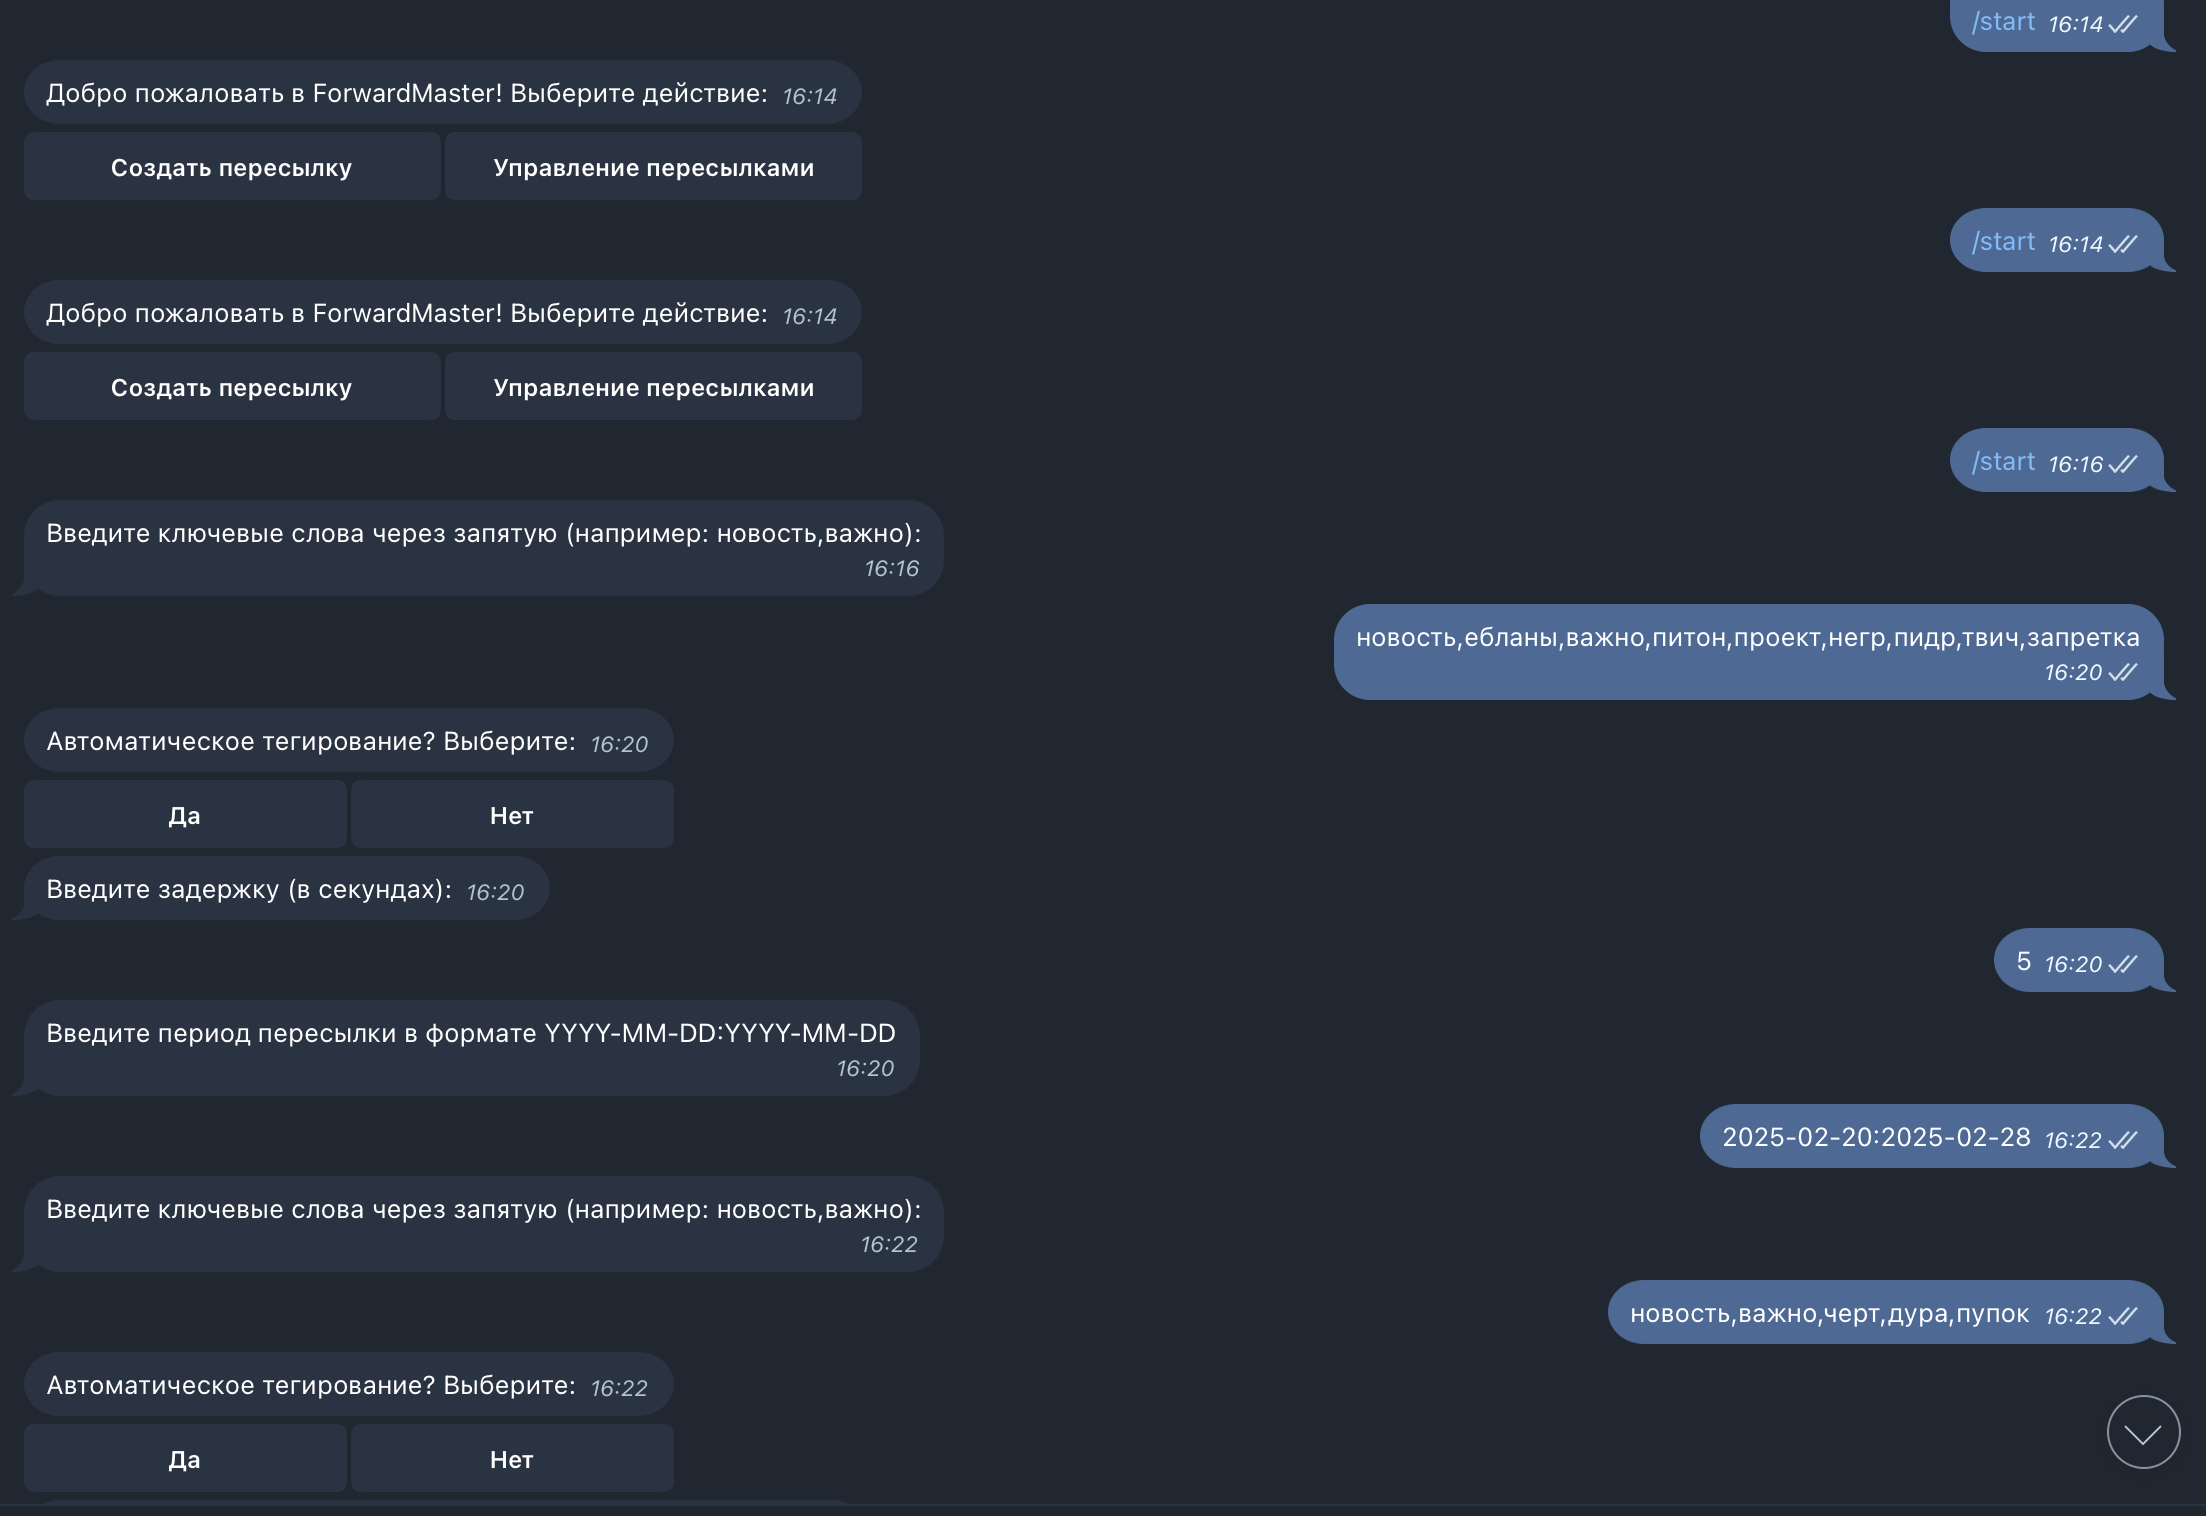 /start 16:14
Добро пожаловать в ForwardMaster! Выберите действие: 16:14
Создать пересылку Управление пересылками
/start 16:14
Добро пожаловать в ForwardMaster! Выберите действие: 16:14
Создать пересылку Управление пересылками
/start 16:16
Введите ключевые слова через запятую (например: новость,важно):
16:16
новость,ебланы,важно,питон,проект,негр,пидр,твич,запретка
16:20
Автоматическое тегирование? Выберите: 16:20
Да Нет
Введите задержку (в секундах): 16:20
5 16:20
Введите период пересылки в формате YYYY-MM-DD:YYYY-MM-DD
16:20
2025-02-20:2025-02-28 16:22
Введите ключевые слова через запятую (например: новость,важно):
16:22
новость,важно,черт,дура,пупок 16:22
Автоматическое тегирование? Выберите: 16:22
Да Нет